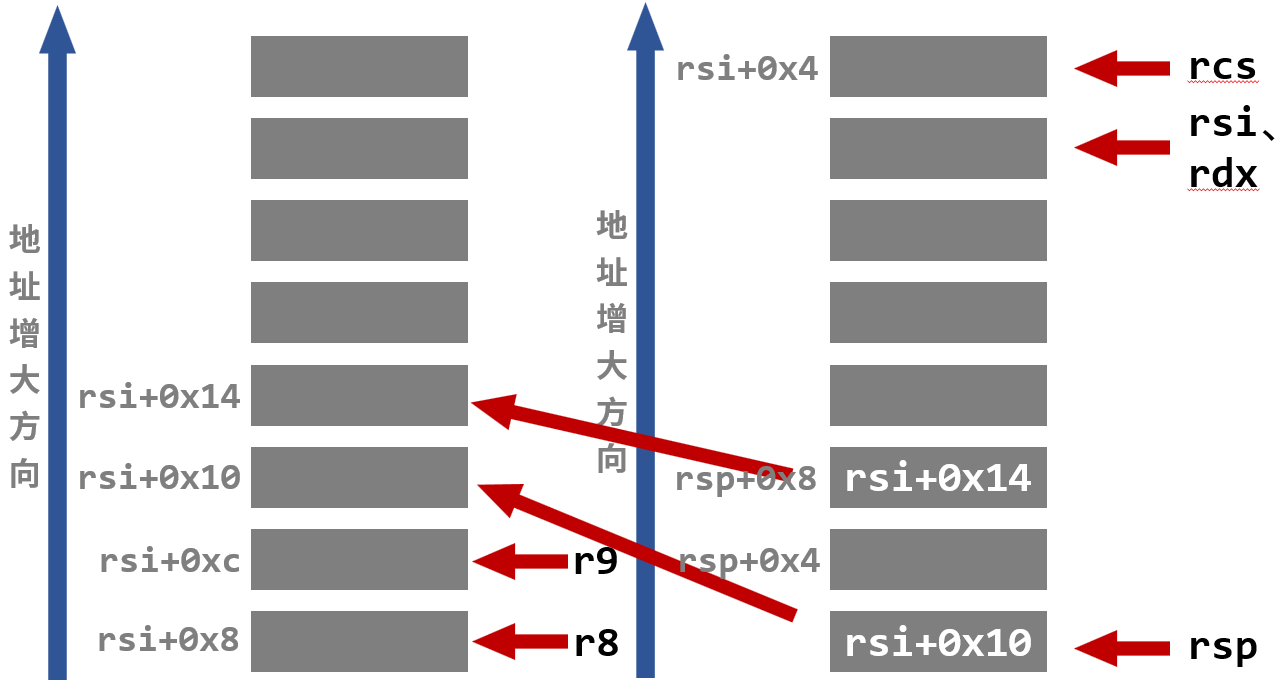 地址增大方向
rsi+0x14
rsi+0x10
rsi+0xc
rsi+0x8
r9
r8
地址增大方向
rsi+0x4
rsp+0x8
rsp+0x4
rsi+0x14
rsi+0x10
rcs
rsi、
rdx
rsp